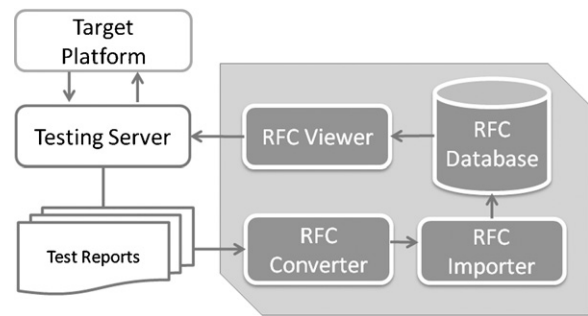 Target
Platform
Testing Server
RFC Viewer
RFC
Database
Test Reports
RFC
Converter
RFC
Importer